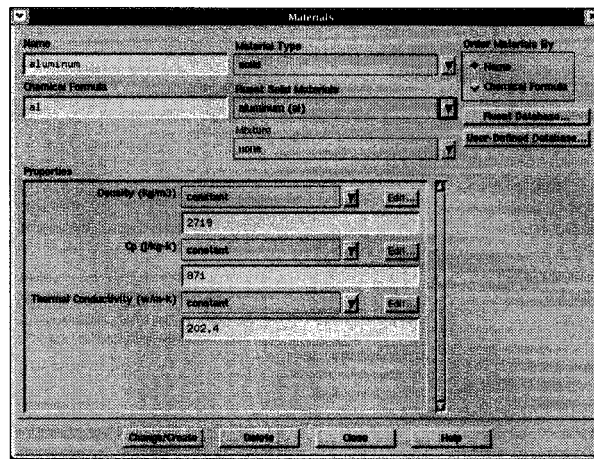 Materials
Name
aluminum
Material Type
solid
Order Materials By
Name
Chemical Formula
Chemical Formula
al
Fluent Solid Materials
aluminum (al)
Fluent Database...
Mixture
none
User-Defined Database...
Properties
Density (kg/m3)
constant
Edit...
2719
Cp (j/kg-k)
constant
Edit...
871
Thermal Conductivity (w/m-k)
constant
Edit...
202.4
Change/Create
Delete
Close
Help